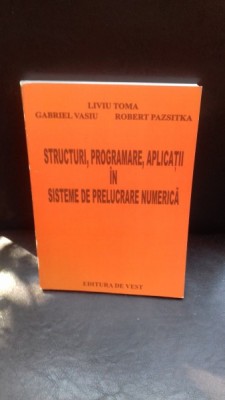 LIVIU TOMA
GABRIEL VASIU ROBERT PAZSITKA
STRUCTURI, PROGRAMARE, APLICAȚII
ÎN
SISTEME DE PRELUCRARE NUMERICĂ
EDITURA DE VEST